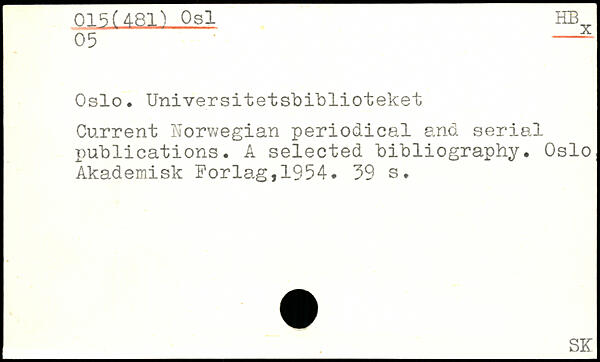 015(481) Osl
HB
x
05
Oslo. Universitetsbiblioteket
Current Norwegian periodical and serial
publications. A selected bibliography. Oslo,
Akademisk Forlag,1954. 39 s.
SK